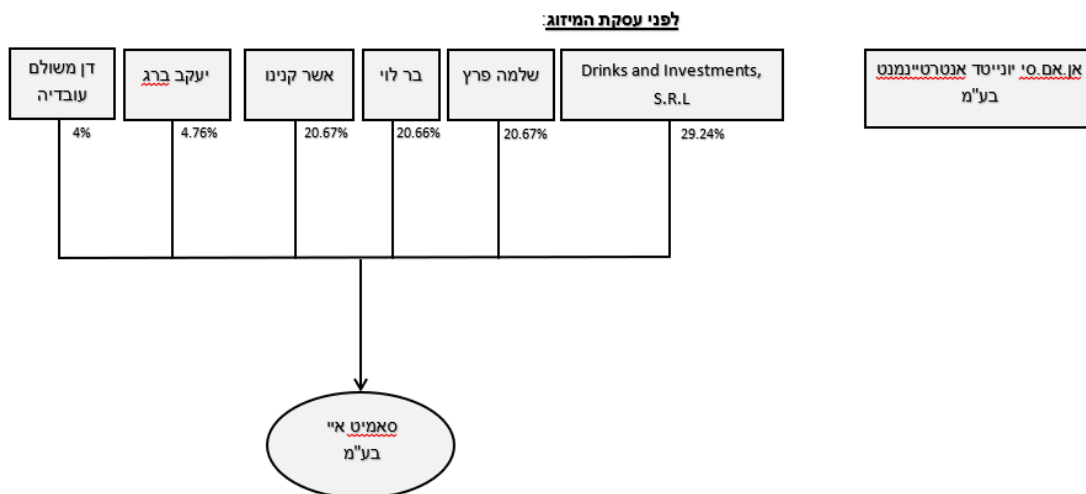 לפני עסקת המיזוג:
אן.אם.סי יונייטד אנטרטיינמנט
בע"מ
Drinks and Investments,
S.R.L
29.24%
שלמה פרץ
20.67%
בר לוי
20.66%
אשר קנינו
20.67%
יעקב ברג
4.76%
דן משולם
עובדיה
4%
סאמיט איי
בע"מ